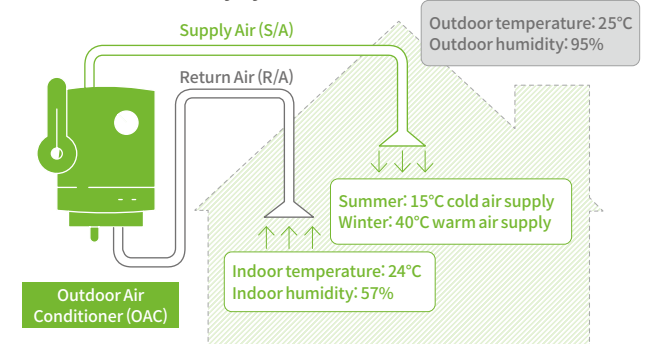 Supply Air (S/A)
Return Air (R/A)
Outdoor temperature: 25°C
Outdoor humidity: 95%
Summer: 15°C cold air supply
Winter: 40°C warm air supply
Indoor temperature: 24°C
Indoor humidity: 57%
Outdoor Air
Conditioner (OAC)